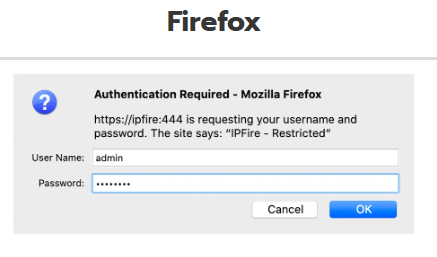 Firefox
Authentication Required - Mozilla Firefox
https://ipfire:444 is requesting your username and
password. The site says: “IPFire - Restricted”
User Name: admin
Password: ••••••••
Cancel OK